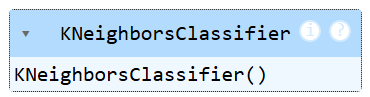 ▾ KNeighborsClassifier i ?
KNeighborsClassifier()